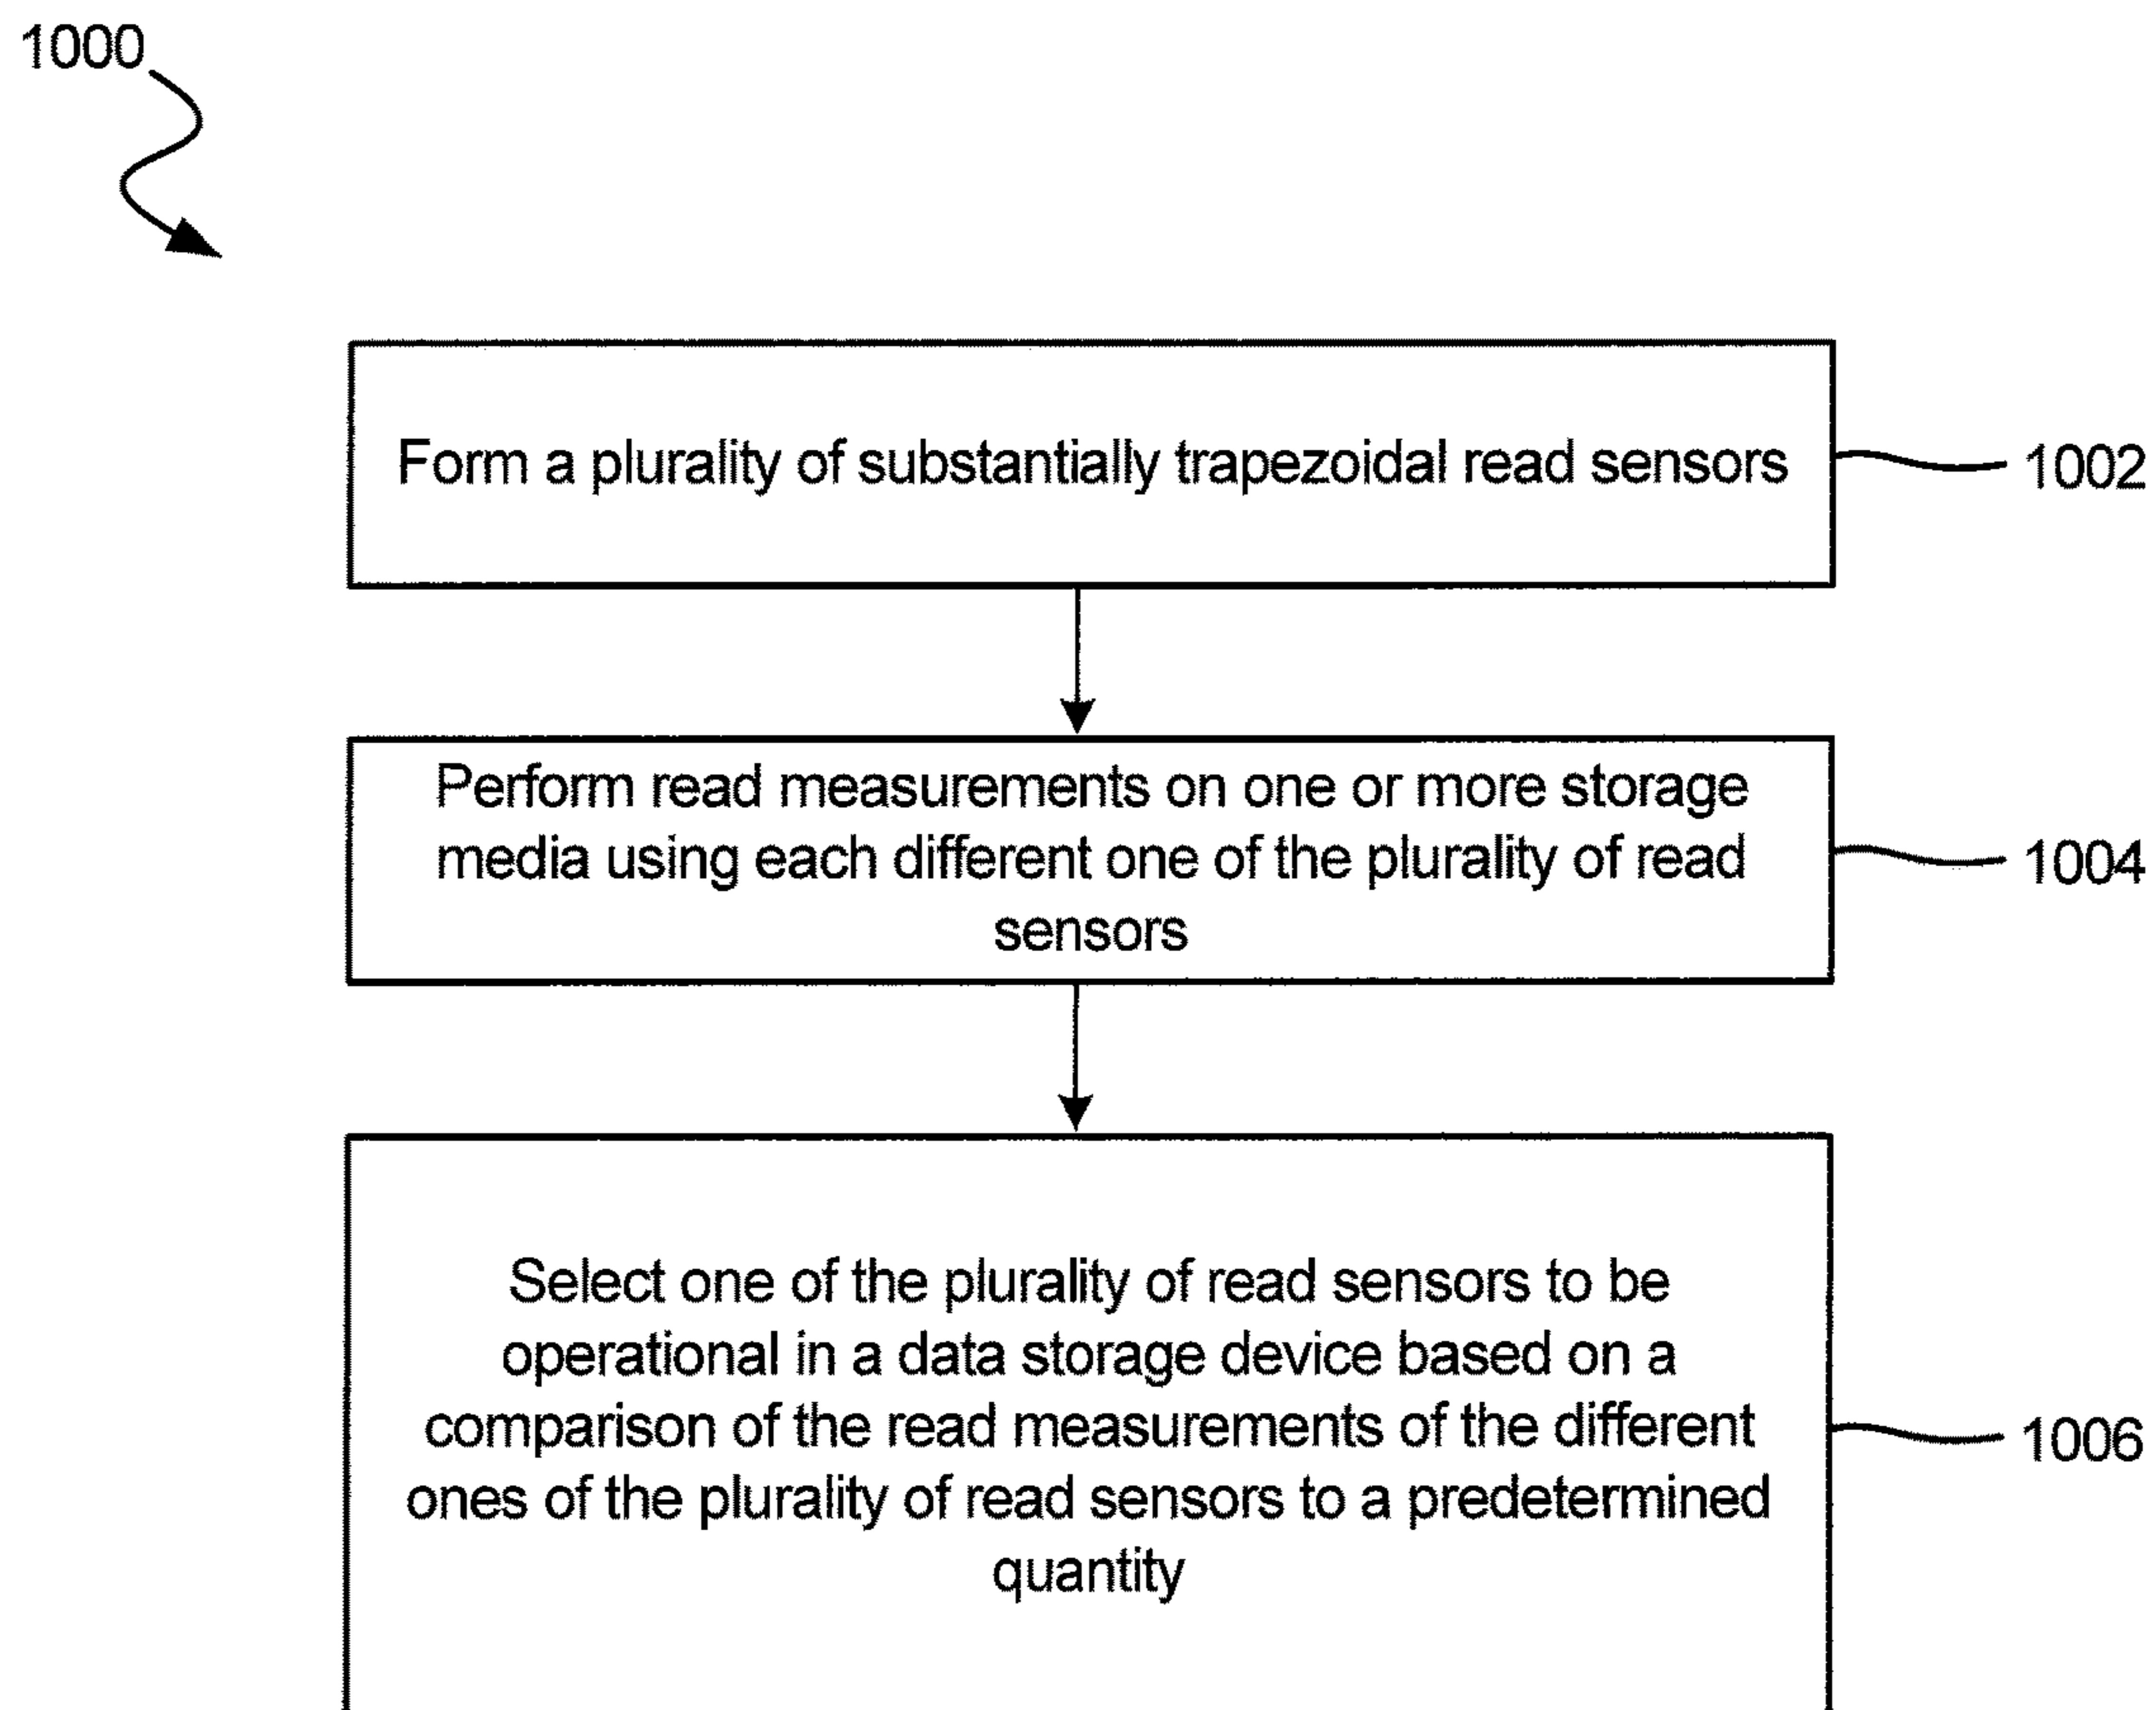 1000
Form a plurality of substantially trapezoidal read sensors
1002
Perform read measurements on one or more storage
media using each different one of the plurality of read
sensors
1004
Select one of the plurality of read sensors to be
operational in a data storage device based on a
comparison of the read measurements of the different
ones of the plurality of read sensors to a predetermined
quantity
1006